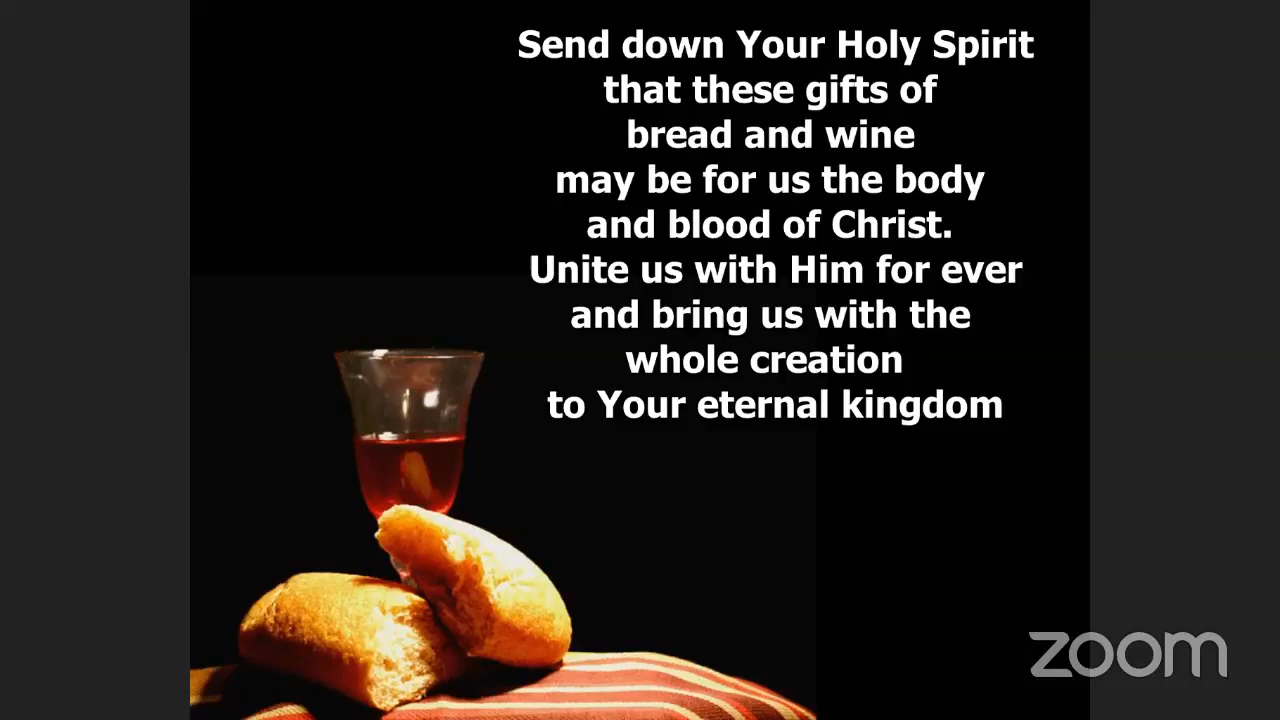 Send down Your Holy Spirit
that these gifts of
bread and wine
may be for us the body
and blood of Christ.
Unite us with Him for ever
and bring us with the
whole creation
to Your eternal kingdom
zoom